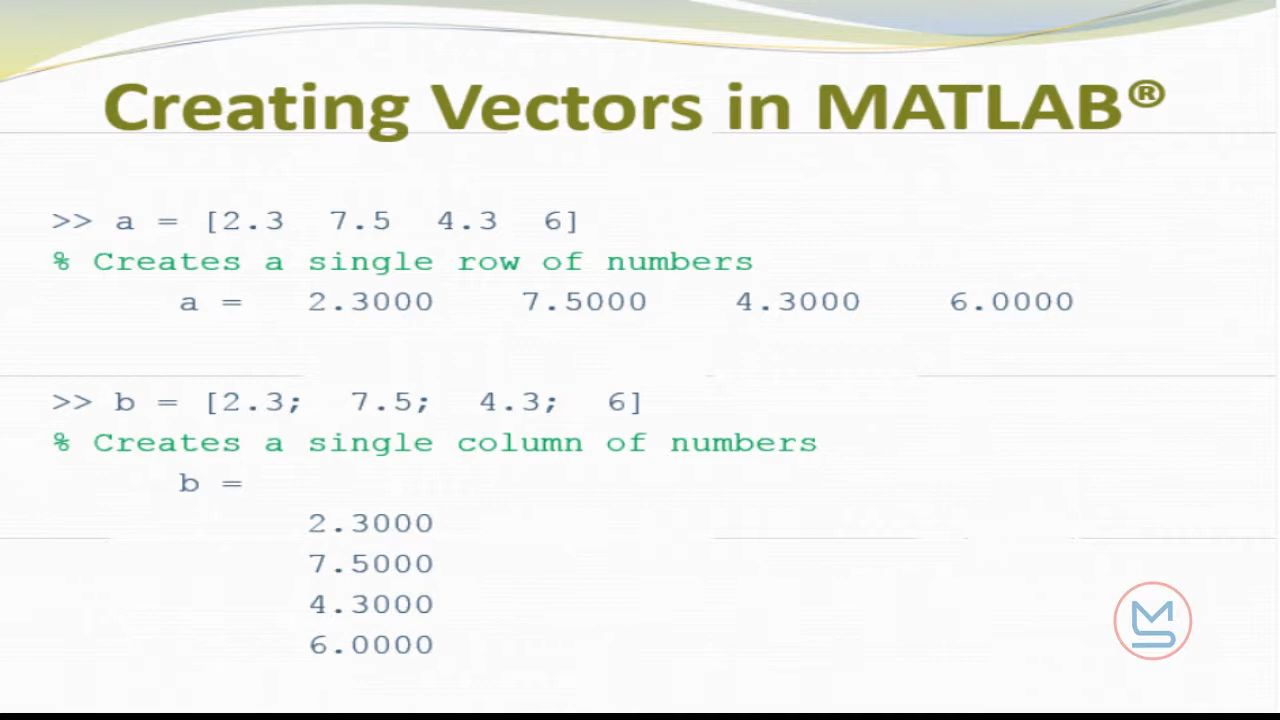 Creating Vectors in MATLAB®
>> a = [2.3 7.5 4.3 6]
% Creates a single row of numbers
a = 2.3000 7.5000 4.3000 6.0000
>> b = [2.3; 7.5; 4.3; 6]
% Creates a single column of numbers
b =
2.3000
7.5000
4.3000
6.0000
MS